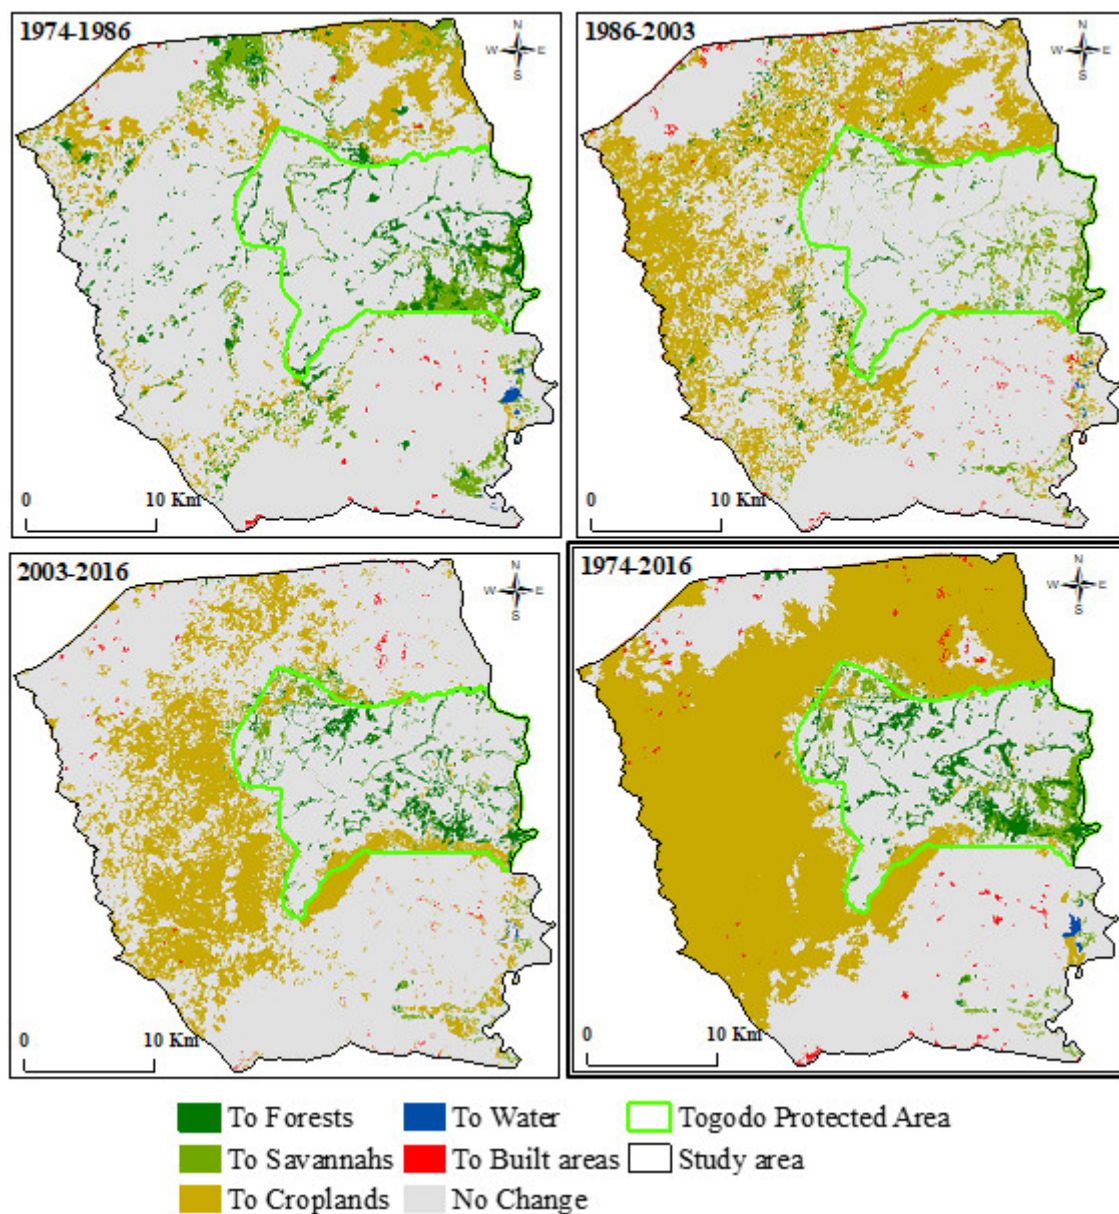 1974-1986
N
W E
S
0 10 Km
1986-2003
N
W E
S
0 10 Km
2003-2016
N
W E
S
0 10 Km
1974-2016
N
W E
S
0 10 Km
To Forests To Water Togodo Protected Area
To Savannahs To Built areas Study area
To Croplands No Change